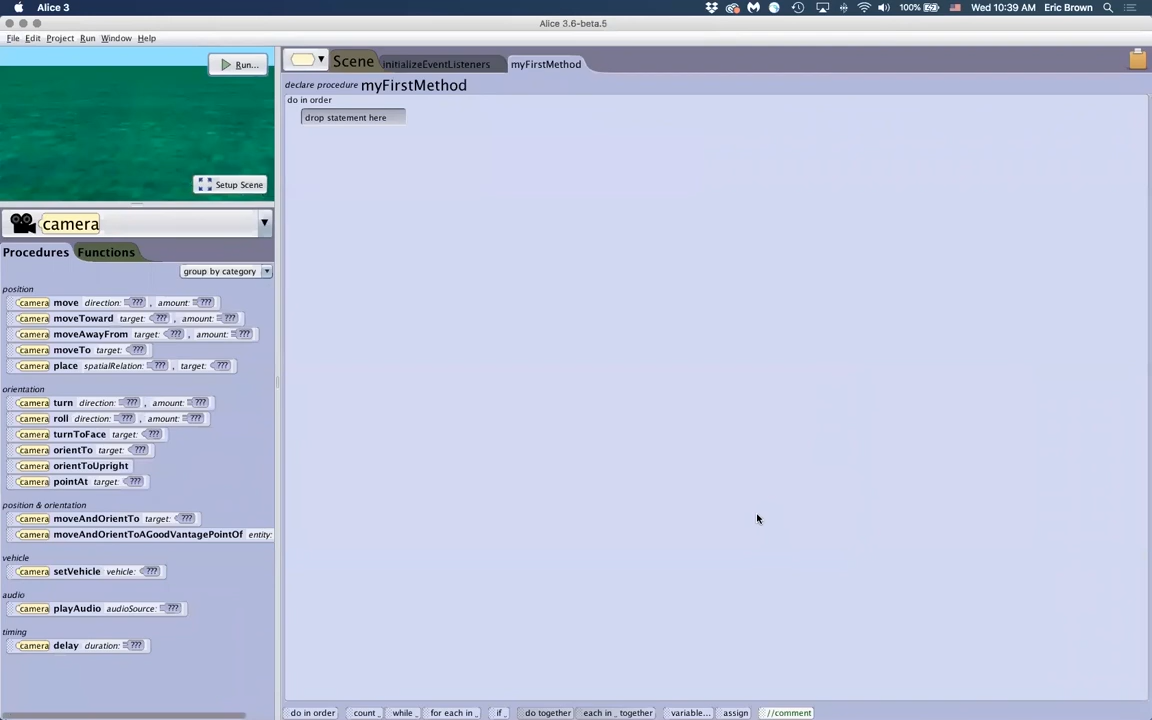 Alice 3
100%
Wed 10:39 AM Eric Brown
Alice 3.6-beta.5
File Edit Project Run Window Help
Run...
Setup Scene
Scene initializeEventListeners myFirstMethod
declare procedure myFirstMethod
do in order
drop statement here
camera
Procedures Functions
group by category
position
camera move direction: ??? , amount: ???
camera moveToward target: ??? , amount: ???
camera moveAwayFrom target: ??? , amount: ???
camera moveTo target: ???
camera place spatialRelation: ??? , target: ???
orientation
camera turn direction: ??? , amount: ???
camera roll direction: ??? , amount: ???
camera turnToFace target: ???
camera orientTo target: ???
camera orientToUpright
camera pointAt target: ???
position & orientation
camera moveAndOrientTo target: ???
camera moveAndOrientToAGoodVantagePointOf entity:
vehicle
camera setVehicle vehicle: ???
audio
camera playAudio audioSource: ???
timing
camera delay duration: ???
do in order count _ while _ for each in _ if _ do together each in _ together variable... assign //comment